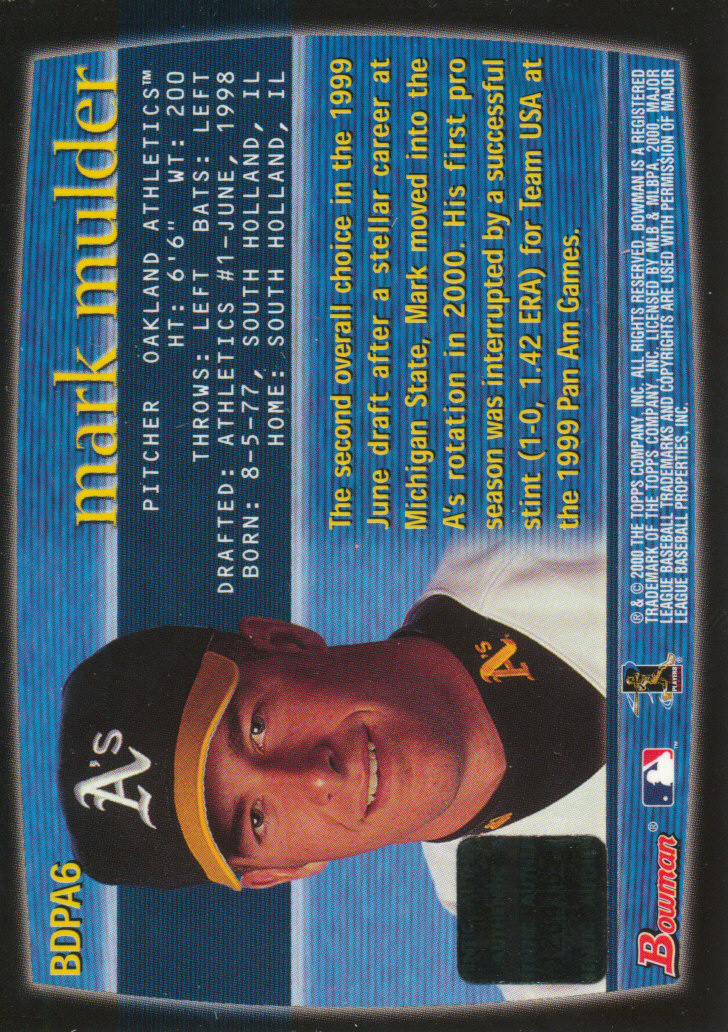 BDPA6
mark mulder
PITCHER OAKLAND ATHLETICS™
HT: 6'6" WT: 200
THROWS: LEFT BATS: LEFT
DRAFTED: ATHLETICS #1-JUNE, 1998
BORN: 8-5-77, SOUTH HOLLAND, IL
HOME: SOUTH HOLLAND, IL
A's
A's
The second overall choice in the 1999
June draft after a stellar career at
Michigan State, Mark moved into the
A's rotation in 2000. His first pro
season was interrupted by a successful
stint (1-0, 1.42 ERA) for Team USA at
the 1999 Pan Am Games.
Bowman®
™
PLAYERS
®
® & © 2000 THE TOPPS COMPANY, INC. ALL RIGHTS RESERVED. BOWMAN IS A REGISTERED
TRADEMARK OF THE TOPPS COMPANY, INC. LICENSED BY MLB & MLBPA, 2000. MAJOR
LEAGUE BASEBALL TRADEMARKS AND COPYRIGHTS ARE USED WITH PERMISSION OF MAJOR
LEAGUE BASEBALL PROPERTIES, INC.